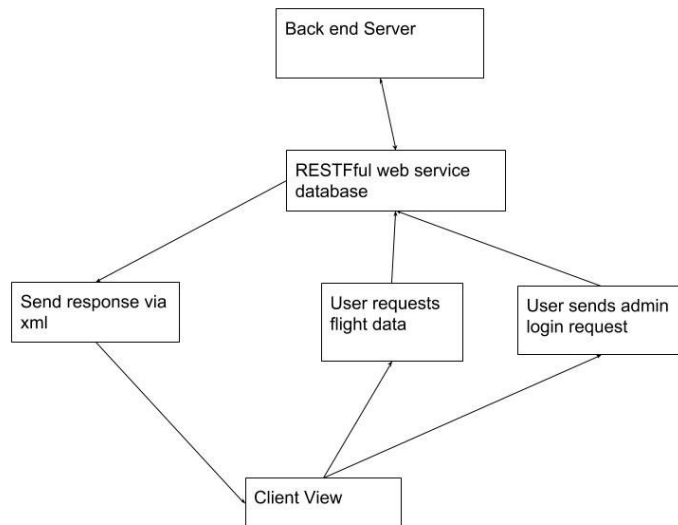 Back end Server
RESTFful web service
database
Send response via
xml
User requests
flight data
User sends admin
login request
Client View